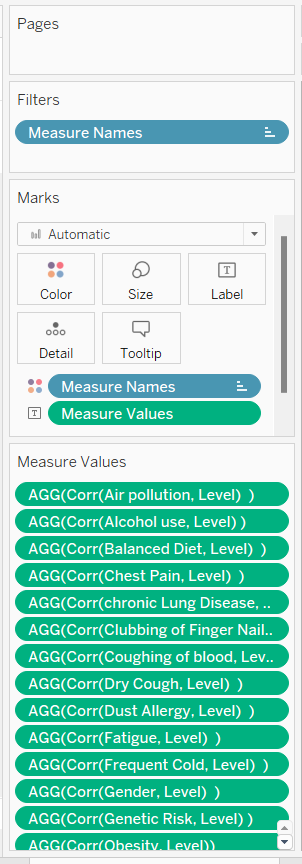 Pages
Filters
Measure Names
Marks
Automatic
Color Size Label
Detail Tooltip
Measure Names
T Measure Values
Measure Values
AGG(Corr(Air pollution, Level) )
AGG(Corr(Alcohol use, Level) )
AGG(Corr(Balanced Diet, Level) )
AGG(Corr(Chest Pain, Level) )
AGG(Corr(chronic Lung Disease, ..
AGG(Corr(Clubbing of Finger Nail..
AGG(Corr(Coughing of blood, Lev..
AGG(Corr(Dry Cough, Level) )
AGG(Corr(Dust Allergy, Level) )
AGG(Corr(Fatigue, Level) )
AGG(Corr(Frequent Cold, Level) )
AGG(Corr(Gender, Level) )
AGG(Corr(Genetic Risk, Level) )
AGG(Corr(Obesity, Level))